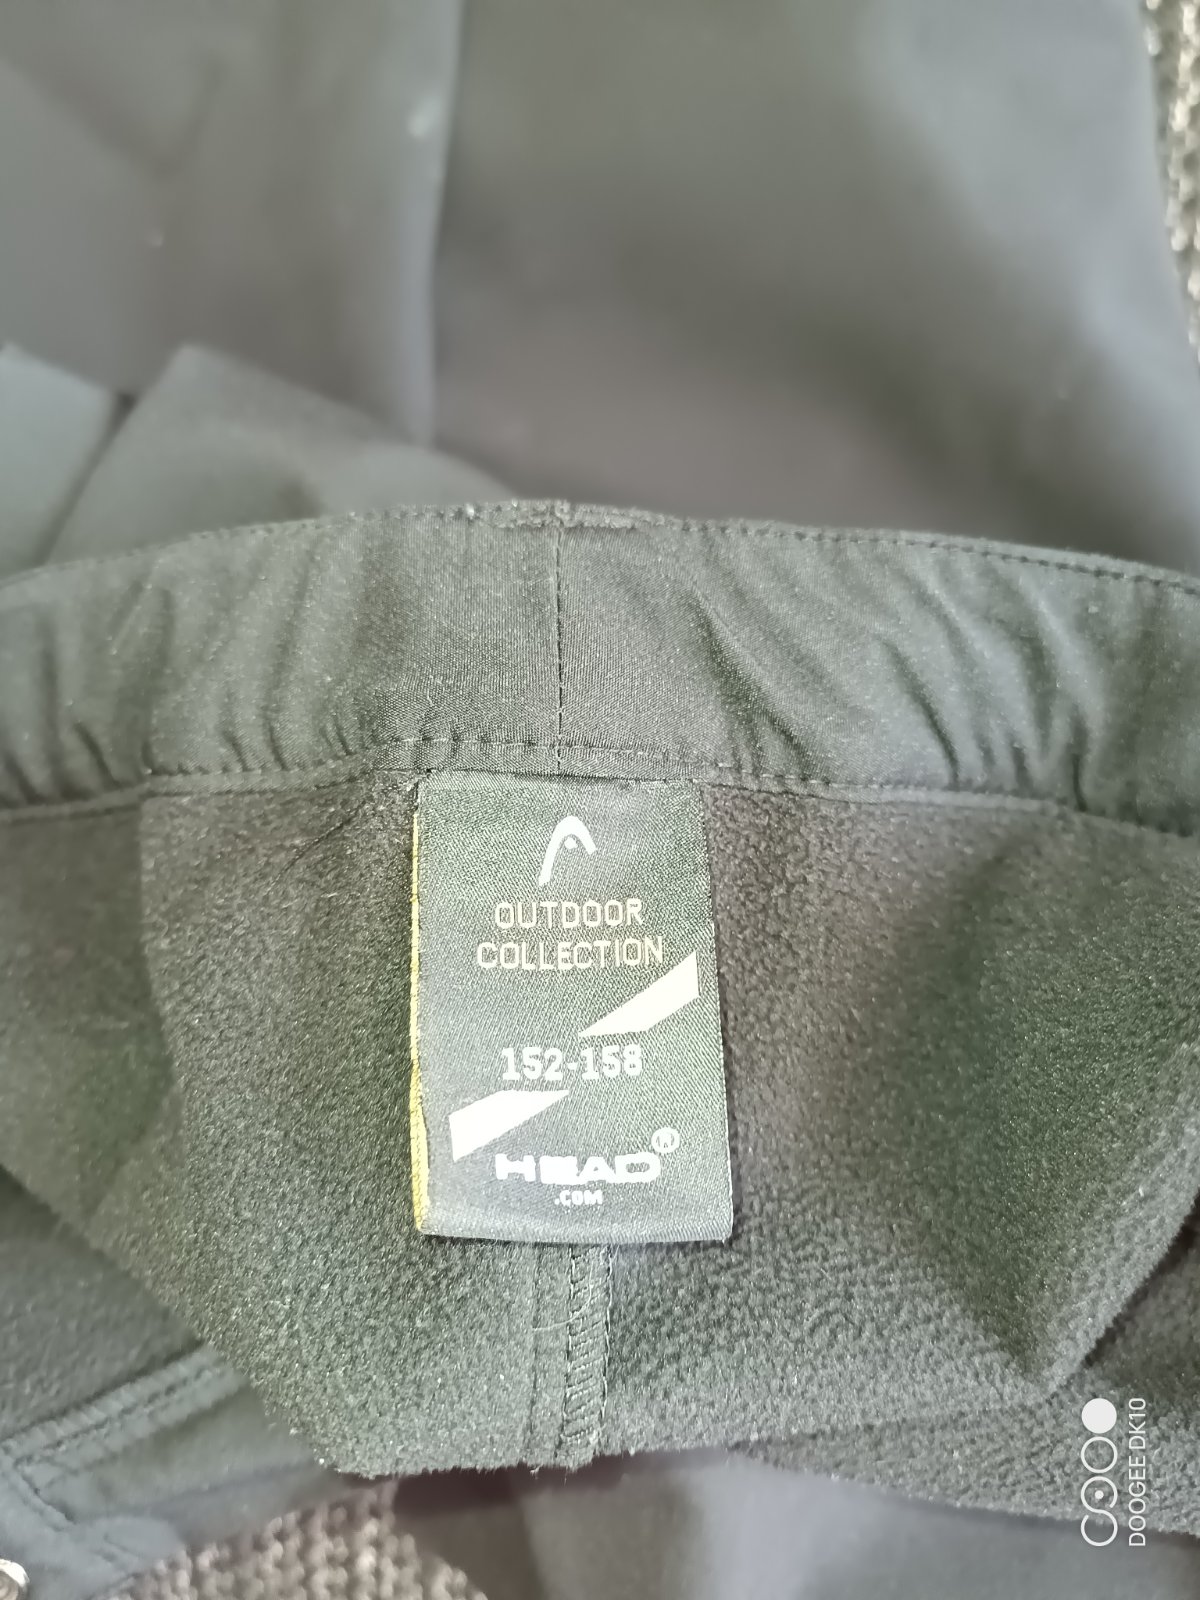 OUTDOOR
COLLECTION
152-158
HEAD®
.COM
DOOGEE DK10